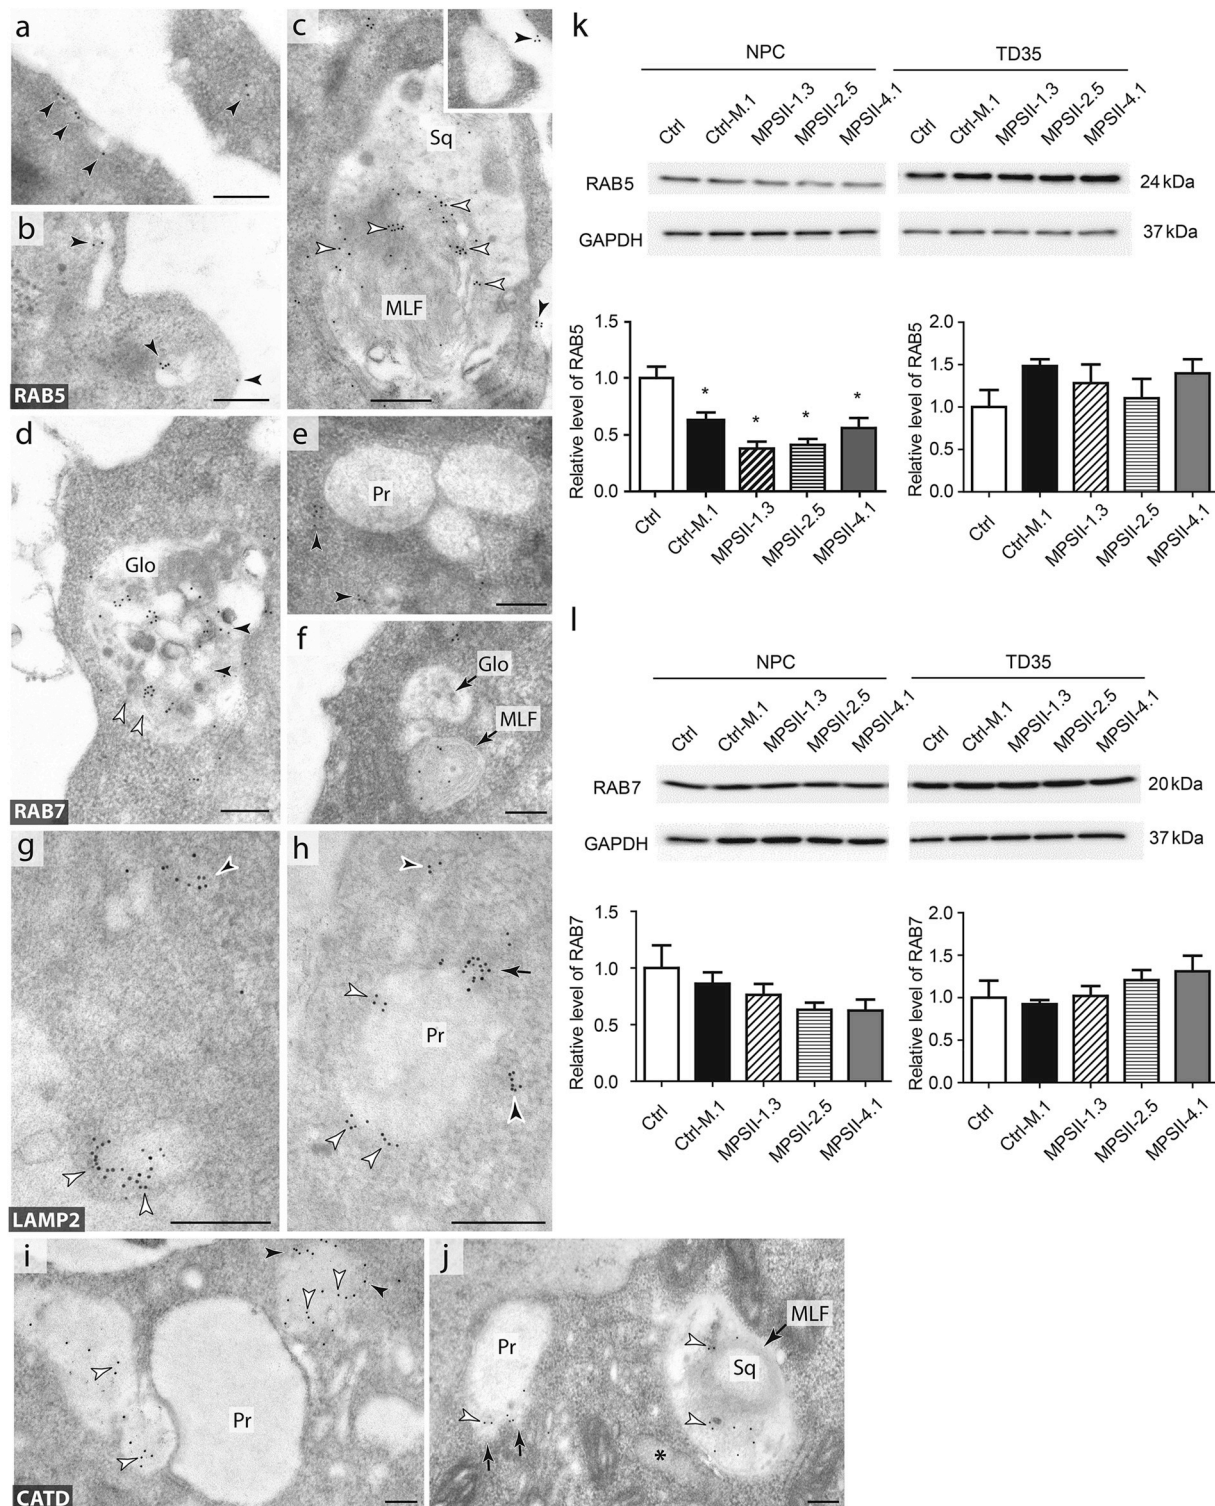 a
b
RAB5
c
Sq
MLF
d
Glo
RAB7
e
Pr
f
Glo
MLF
g
LAMP2
h
Pr
i
Pr
CATD
j
Pr
MLF
Sq
*
k
NPC TD35
Ctrl Ctrl-M.1 MPSII-1.3 MPSII-2.5 MPSII-4.1 Ctrl Ctrl-M.1 MPSII-1.3 MPSII-2.5 MPSII-4.1
RAB5 24 kDa
GAPDH 37 kDa
Relative level of RAB5
1.5
1.0
0.5
0.0
* * * *
Ctrl Ctrl-M.1 MPSII-1.3 MPSII-2.5 MPSII-4.1
Relative level of RAB5
2.0
1.5
1.0
0.5
0.0
Ctrl Ctrl-M.1 MPSII-1.3 MPSII-2.5 MPSII-4.1
l
NPC TD35
Ctrl Ctrl-M.1 MPSII-1.3 MPSII-2.5 MPSII-4.1 Ctrl Ctrl-M.1 MPSII-1.3 MPSII-2.5 MPSII-4.1
RAB7 20 kDa
GAPDH 37 kDa
Relative level of RAB7
1.5
1.0
0.5
0.0
Ctrl Ctrl-M.1 MPSII-1.3 MPSII-2.5 MPSII-4.1
Relative level of RAB7
2.0
1.5
1.0
0.5
0.0
Ctrl Ctrl-M.1 MPSII-1.3 MPSII-2.5 MPSII-4.1